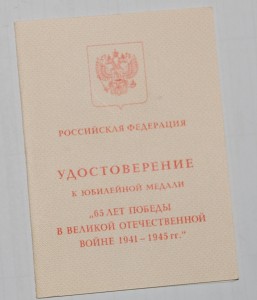 РОССИЙСКАЯ ФЕДЕРАЦИЯ
УДОСТОВЕРЕНИЕ
К ЮБИЛЕЙНОЙ МЕДАЛИ
„65 ЛЕТ ПОБЕДЫ
В ВЕЛИКОЙ ОТЕЧЕСТВЕННОЙ
ВОЙНЕ 1941 – 1945 гг.“